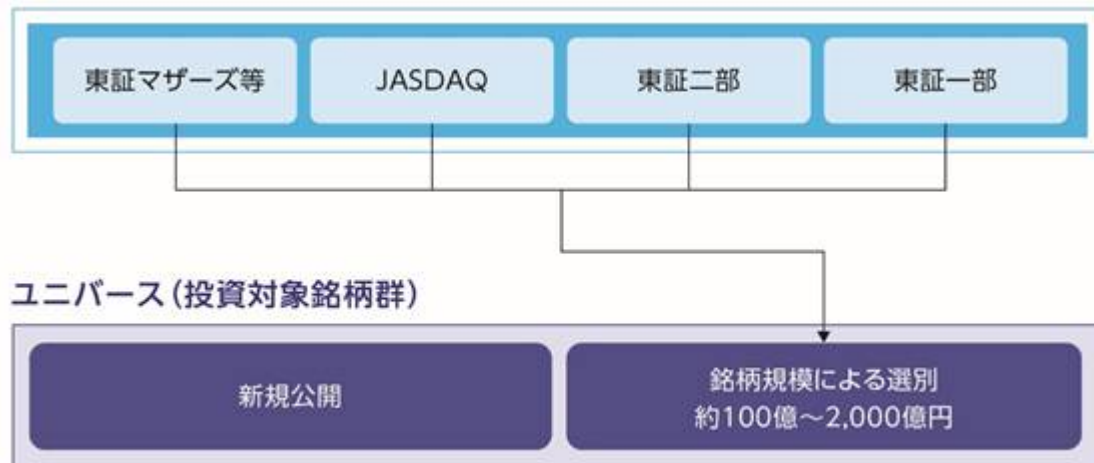 東証マザーズ等
JASDAQ
東証二部
東証一部
ユニバース(投資対象銘柄群)
新規公開
銘柄規模による選別
約100億～2,000億円